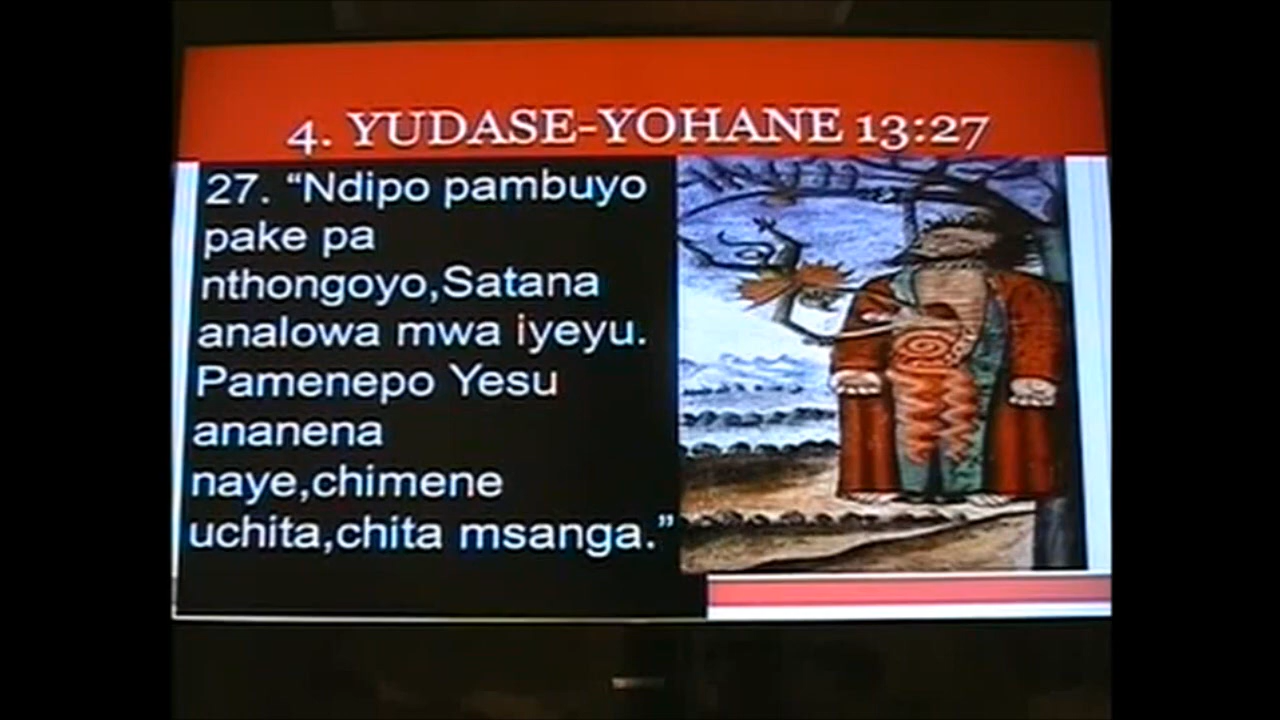 4. YUDASE-YOHANE 13:27
27. “Ndipo pambuyo
pake pa
nthongoyo,Satana
analowa mwa iyeyu.
Pamenepo Yesu
ananena
naye,chimene
uchita,chita msanga.”